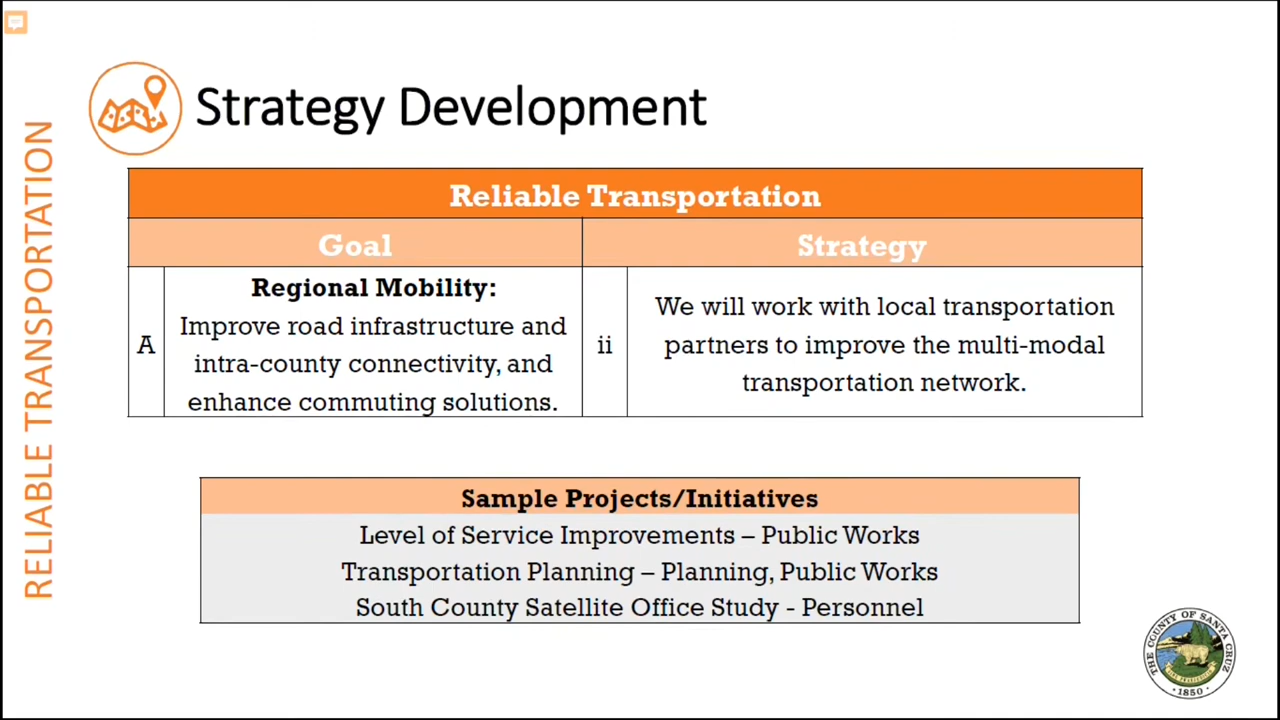 Strategy Development
RELIABLE TRANSPORTATION
Reliable Transportation
Goal
Strategy
A
Regional Mobility:
Improve road infrastructure and
intra-county connectivity, and
enhance commuting solutions.
ii
We will work with local transportation
partners to improve the multi-modal
transportation network.
Sample Projects/Initiatives
Level of Service Improvements – Public Works
Transportation Planning – Planning, Public Works
South County Satellite Office Study - Personnel
THE COUNTY OF SANTA CRUZ
1850